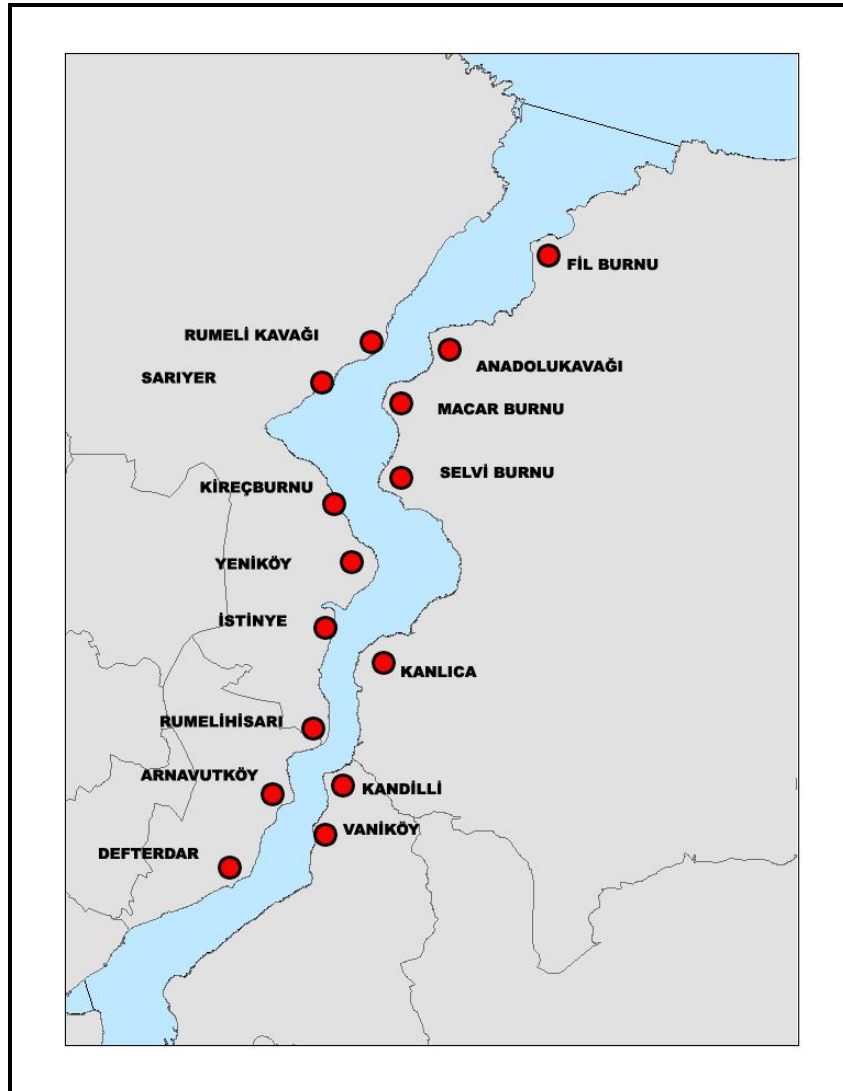 FİL BURNU
RUMELİ KAVAĞI
ANADOLUKAVAĞI
SARIYER
MACAR BURNU
SELVİ BURNU
KİREÇBURNU
YENİKÖY
İSTİNYE
KANLICA
RUMELİHİSARI
ARNAVUTKÖY
KANDİLLİ
VANİKÖY
DEFTERDAR